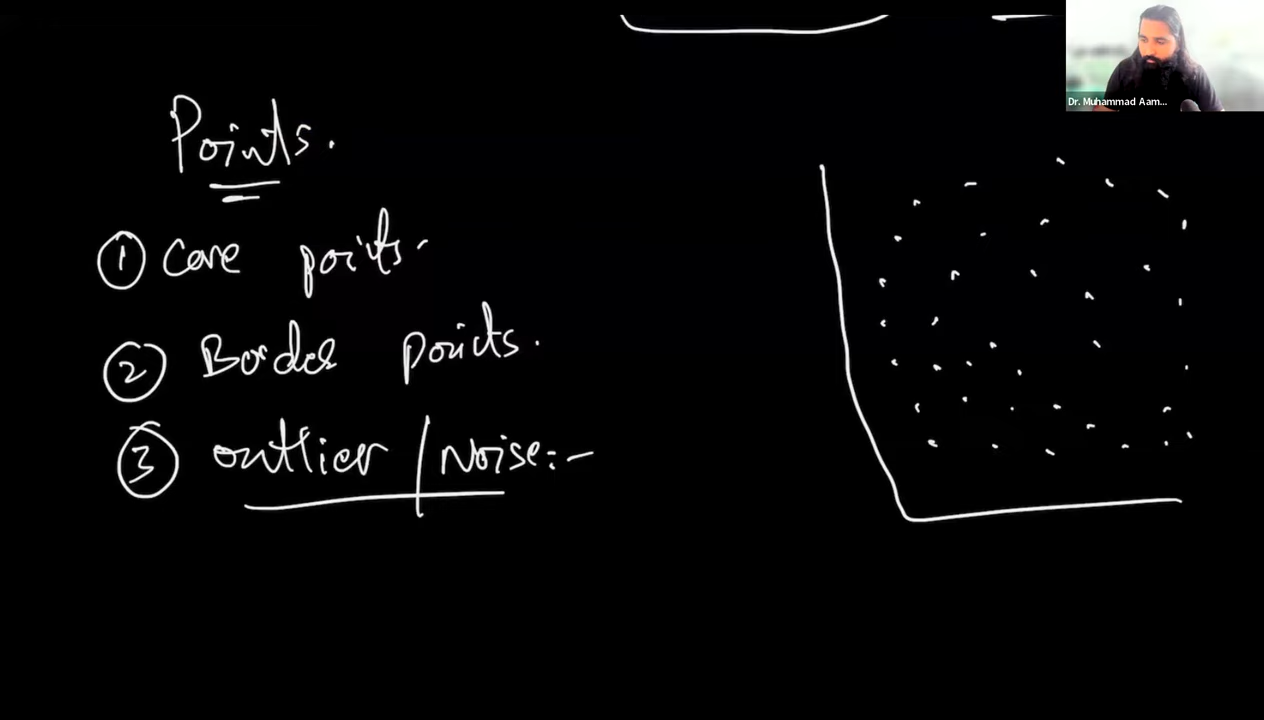 Points.
Dr. Muhammad Aam...
① Core points.
② Border points.
③ outlier / Noise:-